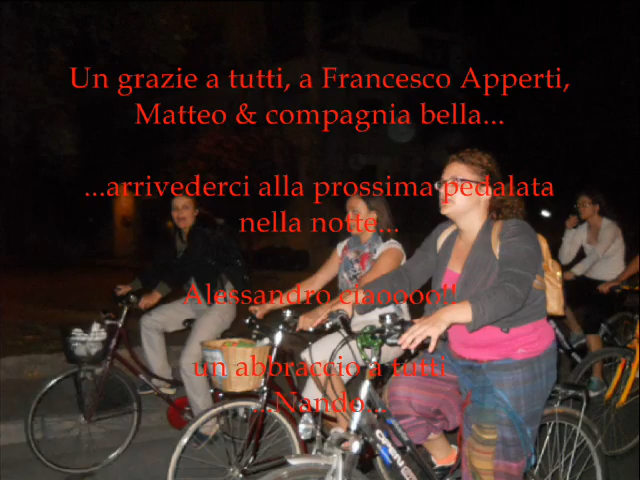 Un grazie a tutti, a Francesco Apperti,
Matteo & compagnia bella...
...arrivederci alla prossima pedalata
nella notte...
Alessandro ciaoooo!!
un abbraccio a tutti
..Nando...